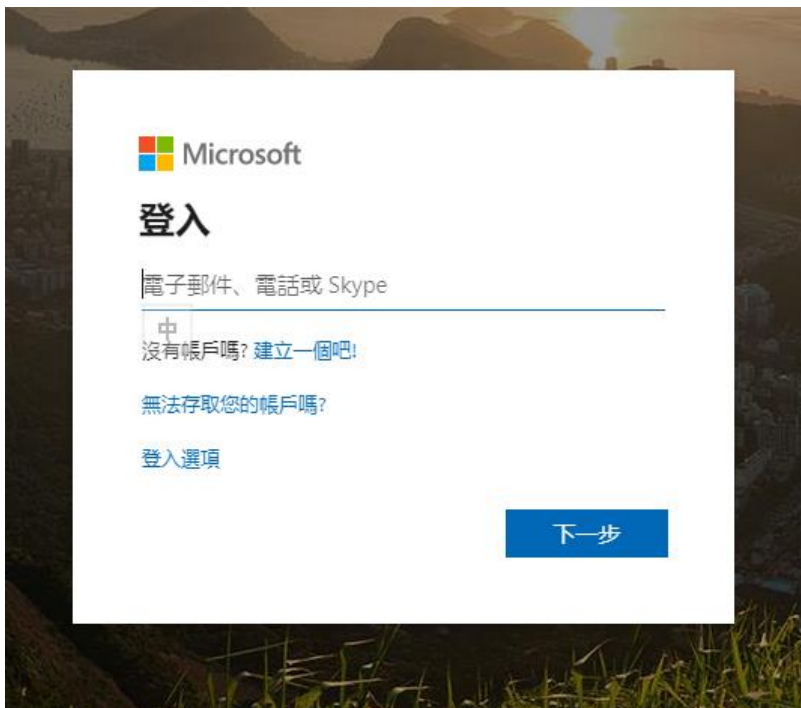 Microsoft
登入
電子郵件、電話或 Skype
中
沒有帳戶嗎? 建立一個吧!
無法存取您的帳戶嗎?
登入選項
下一步